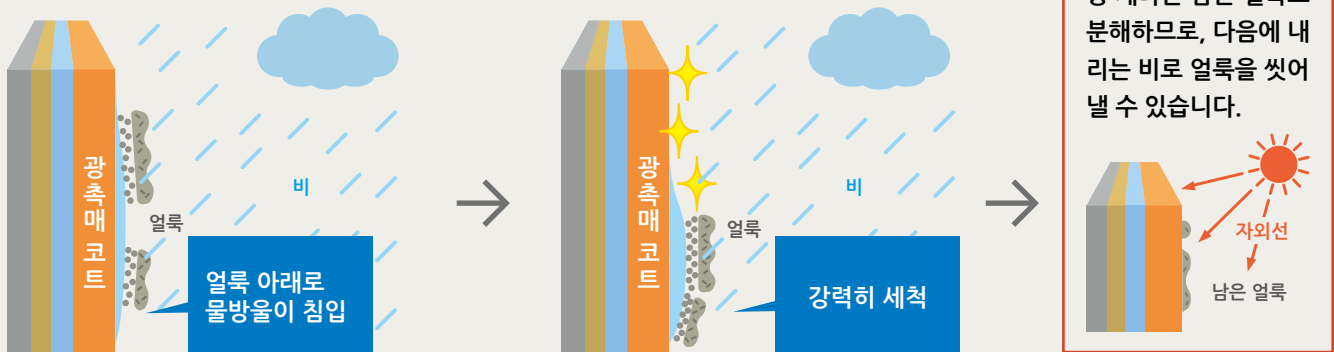 광촉매 코트
얼룩
비
얼룩 아래로
물방울이 침입
광촉매 코트
얼룩
비
강력히 세척
분해하므로, 다음에 내
리는 비로 얼룩을 씻어
낼 수 있습니다.
자외선
남은 얼룩